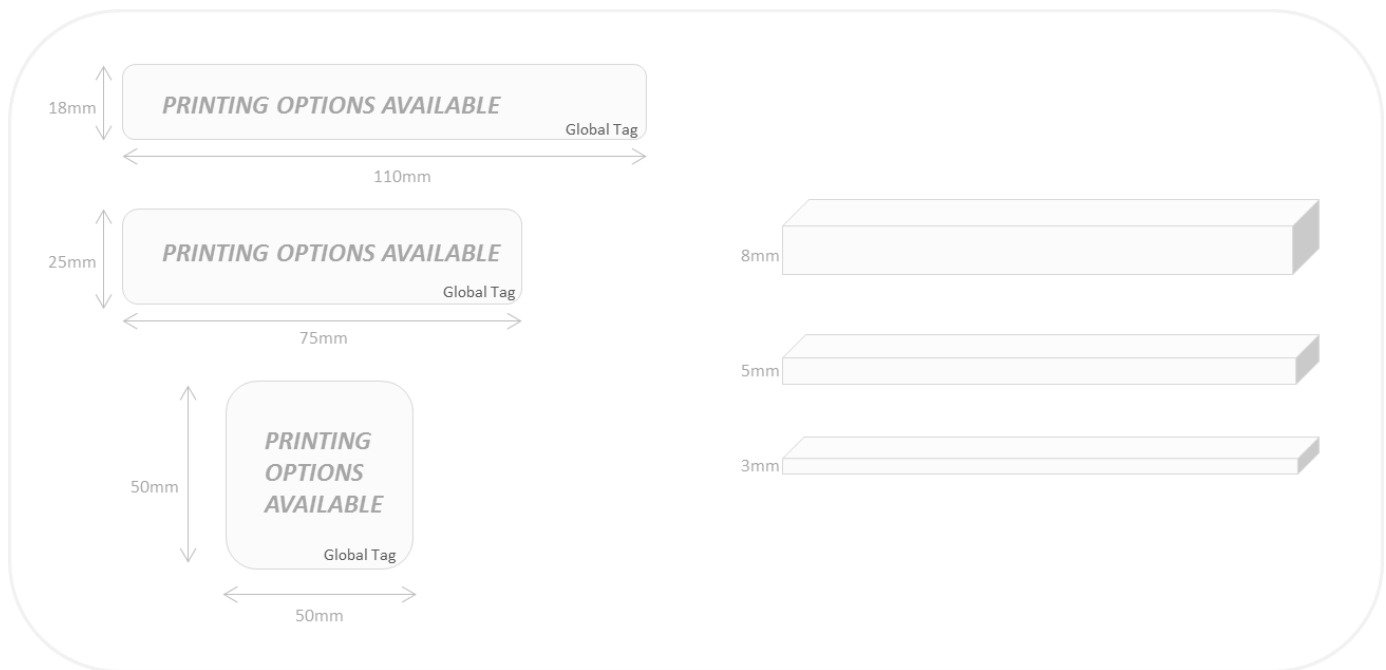 18mm
PRINTING OPTIONS AVAILABLE
Global Tag
110mm
25mm
PRINTING OPTIONS AVAILABLE
Global Tag
75mm
50mm
PRINTING
OPTIONS
AVAILABLE
Global Tag
50mm
8mm
5mm
3mm